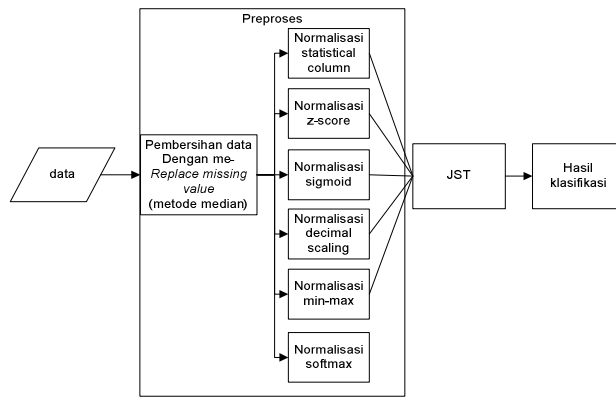 Preproses
data
Pembersihan data
Dengan me-
Replace missing
value
(metode median)
Normalisasi
statistical
column
Normalisasi
z-score
Normalisasi
sigmoid
Normalisasi
decimal
scaling
Normalisasi
min-max
Normalisasi
softmax
JST
Hasil
klasifikasi